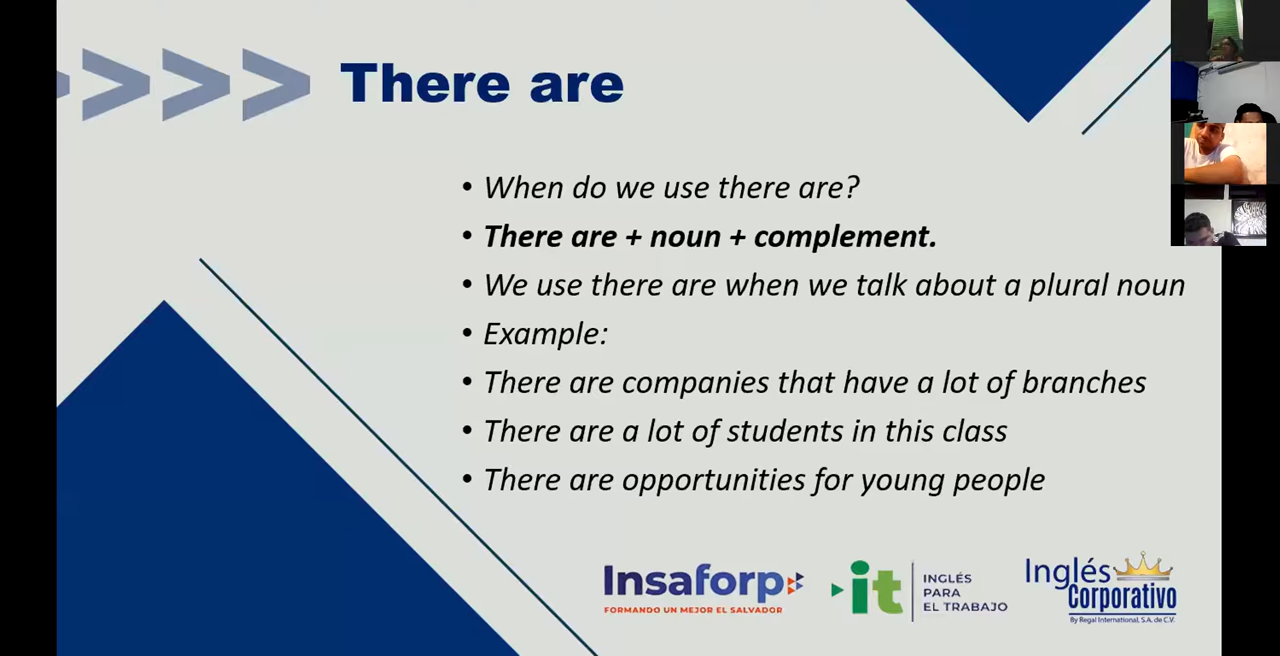 There are
• When do we use there are?
• There are + noun + complement.
• We use there are when we talk about a plural noun
• Example:
• There are companies that have a lot of branches
• There are a lot of students in this class
• There are opportunities for young people
Insaforp
FORMANDO UN MEJOR EL SALVADOR
it
INGLÉS
PARA
EL TRABAJO
Inglés
Corporativo
By Regal International, S.A. de C.V.